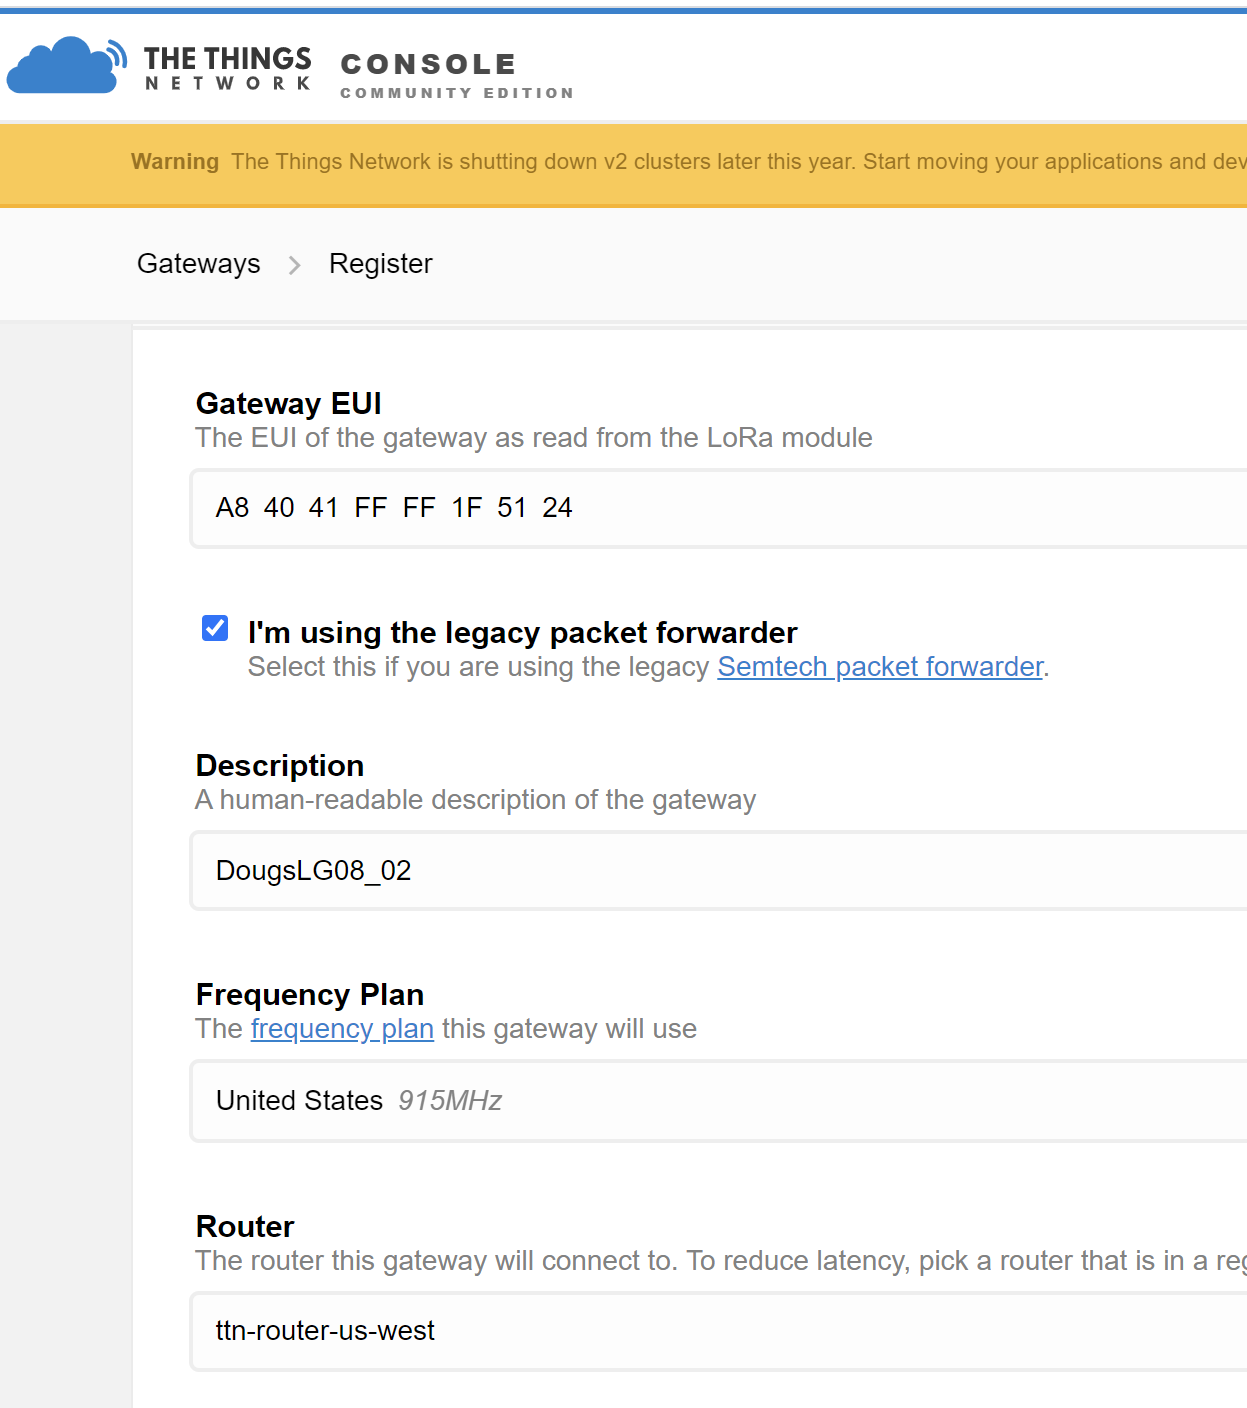 THE THINGS
NETWORK
CONSOLE
COMMUNITY EDITION
Warning The Things Network is shutting down v2 clusters later this year. Start moving your applications and
Gateways > Register
Gateway EUI
The EUI of the gateway as read from the LoRa module
A8 40 41 FF FF 1F 51 24
I'm using the legacy packet forwarder
Select this if you are using the legacy Semtech packet forwarder.
Description
A human-readable description of the gateway
DougsLG08_02
Frequency Plan
The frequency plan this gateway will use
United States 915MHz
Router
The router this gateway will connect to. To reduce latency, pick a router that is in a
ttn-router-us-west